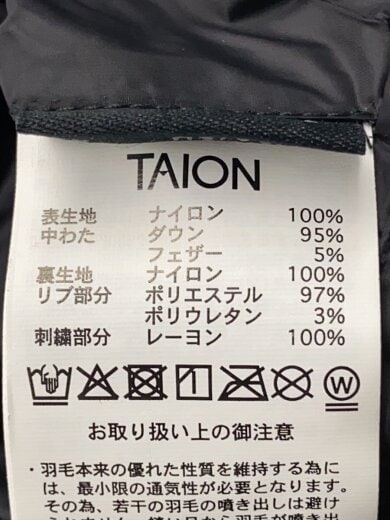 TAION
表生地 ナイロン 100%
中わた ダウン 95%
フェザー 5%
裏生地 ナイロン 100%
リブ部分 ポリエステル 97%
ポリウレタン 3%
刺繍部分 レーヨン 100%
W
お取り扱い上の御注意
・羽毛本来の優れた性質を維持する為に
は、最小限の通気性が必要となります。
その為、若干の羽毛の噴き出しは避け